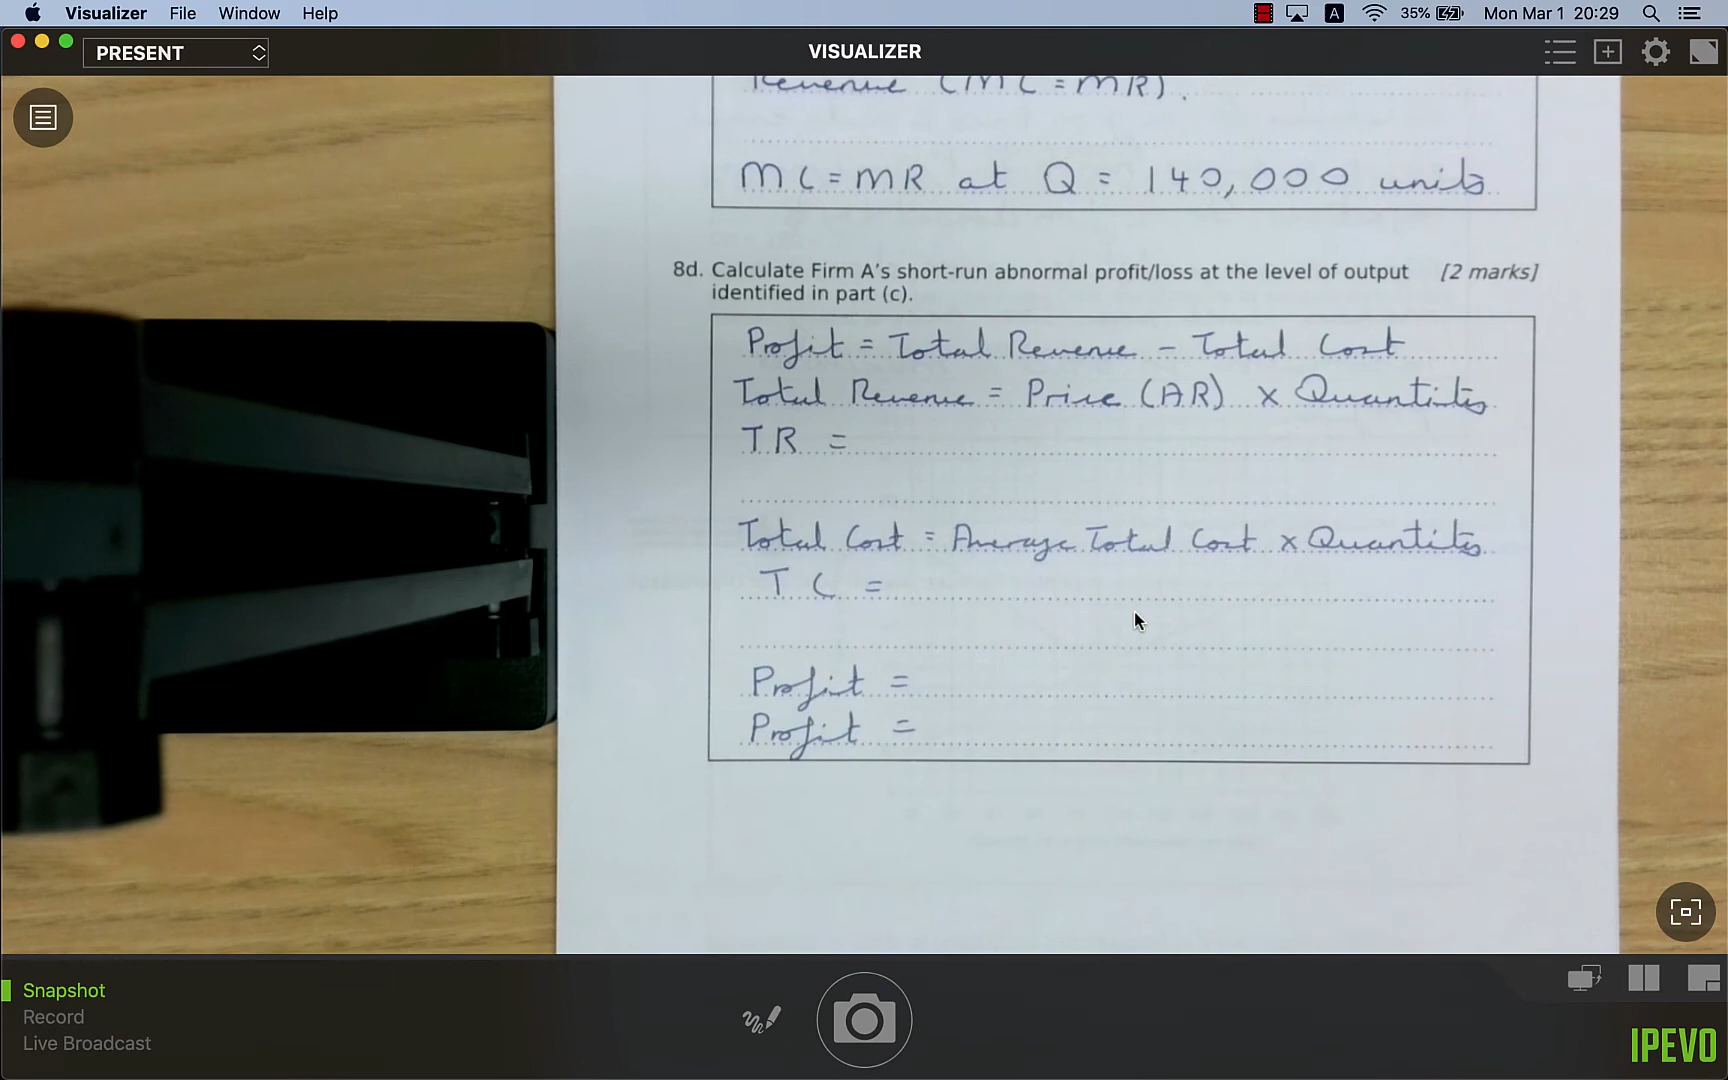 Visualizer File Window Help A 35% Mon Mar 1 20:29
PRESENT VISUALIZER
Revenue (MC = MR).
MC = MR at Q = 140,000 units
8d. Calculate Firm A's short-run abnormal profit/loss at the level of output [2 marks]
identified in part (c).
Profit = Total Revenue - Total Cost
Total Revenue = Price (AR) x Quantity
TR =
Total Cost = Average Total Cost x Quantity
TC =
Profit =
Profit =
Snapshot
Record
Live Broadcast
IPEVO